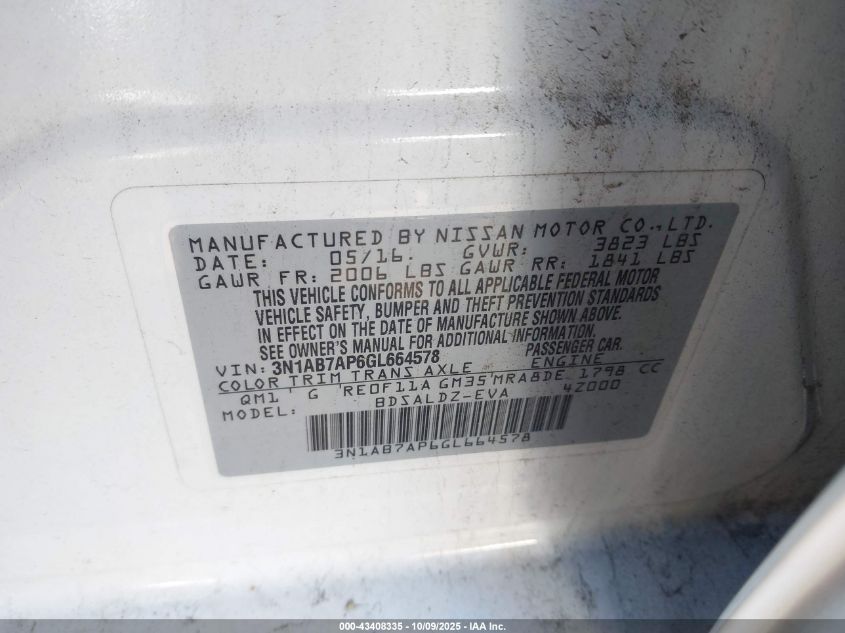 MANUFACTURED BY NISSAN MOTOR CO., LTD.
DATE: 05/16. GVWR: 3823 LBS
GAWR FR: 2006 LBS GAWR RR: 1841 LBS
THIS VEHICLE CONFORMS TO ALL APPLICABLE FEDERAL MOTOR
VEHICLE SAFETY, BUMPER AND THEFT PREVENTION STANDARDS
IN EFFECT ON THE DATE OF MANUFACTURE SHOWN ABOVE.
SEE OWNER'S MANUAL FOR ADDITIONAL INFORMATION.
VIN: 3N1AB7AP6GL664578 PASSENGER CAR.
COLOR TRIM TRANS AXLE ENGINE
QM1 G RE0F11A GM35 MRA8DE 1798 CC
MODEL: BDSALDZ-EVA 42000
3N1AB7AP6GL664578
000-43408335 - 10/09/2025 - IAA Inc.